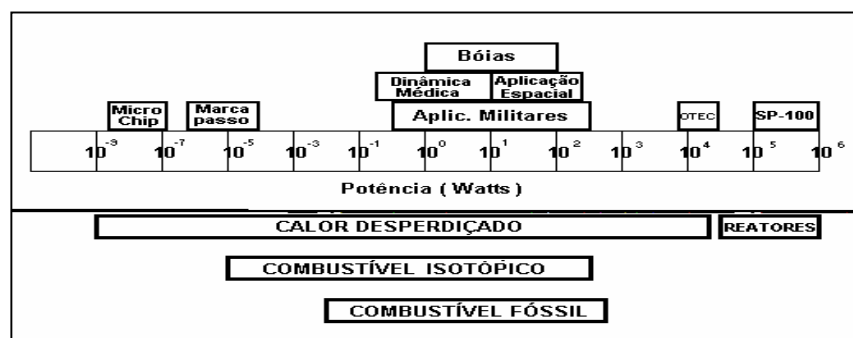 Bóias
Dinâmica Médica
Aplicação Espacial
Micro Chip
Marca passo
Aplic. Militares
OTEC
SP-100
10⁻⁹ 10⁻⁷ 10⁻⁵ 10⁻³ 10⁻¹ 10⁰ 10¹ 10² 10³ 10⁴ 10⁵ 10⁶
Potência ( Watts )
CALOR DESPERDIÇADO
REATORES
COMBUSTÍVEL ISOTÓPICO
COMBUSTÍVEL FÓSSIL